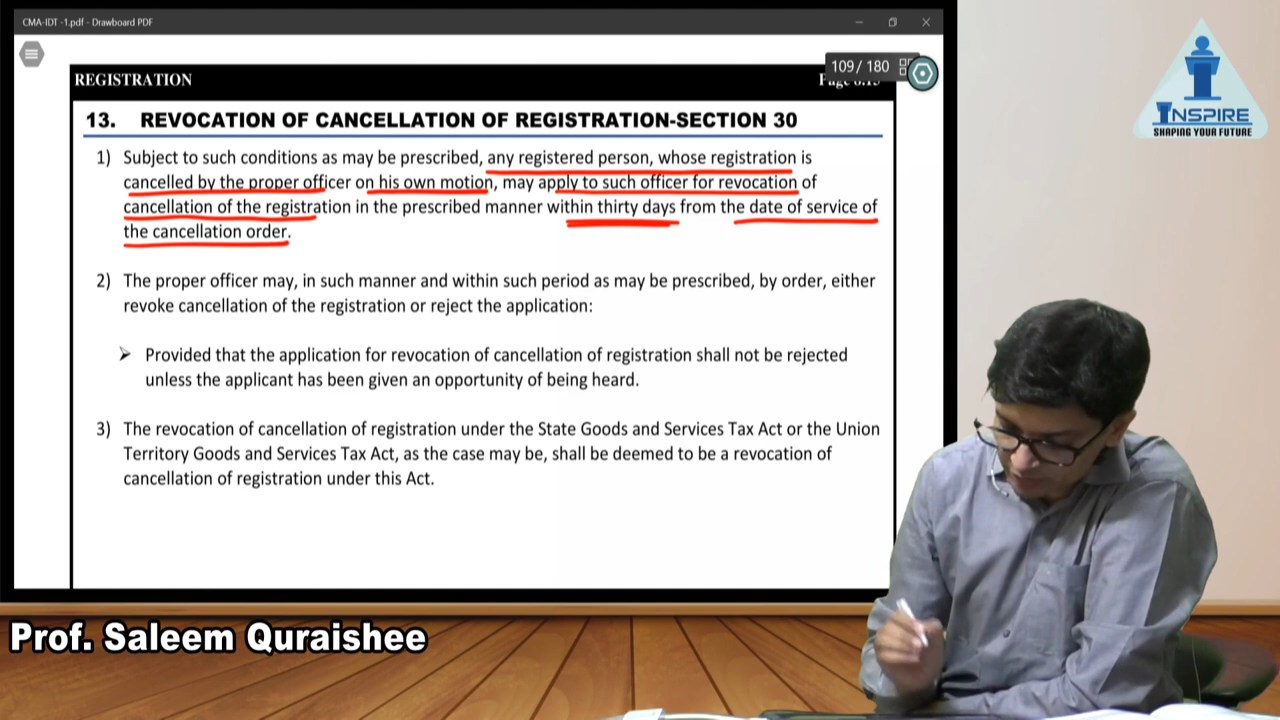 CMA-IDT -1.pdf - Drawboard PDF
109 / 180
REGISTRATION
13. REVOCATION OF CANCELLATION OF REGISTRATION-SECTION 30
1) Subject to such conditions as may be prescribed, any registered person, whose registration is
cancelled by the proper officer on his own motion, may apply to such officer for revocation of
cancellation of the registration in the prescribed manner within thirty days from the date of service of
the cancellation order.
2) The proper officer may, in such manner and within such period as may be prescribed, by order, either
revoke cancellation of the registration or reject the application:
➢ Provided that the application for revocation of cancellation of registration shall not be rejected
unless the applicant has been given an opportunity of being heard.
3) The revocation of cancellation of registration under the State Goods and Services Tax Act or the Union
Territory Goods and Services Tax Act, as the case may be, shall be deemed to be a revocation of
cancellation of registration under this Act.
INSPIRE
SHAPING YOUR FUTURE
Prof. Saleem Quraishee